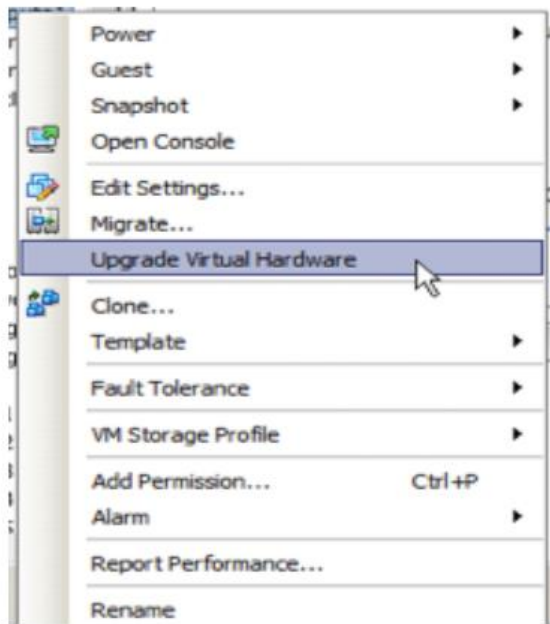 Power
Guest
Snapshot
Open Console
Edit Settings...
Migrate...
Upgrade Virtual Hardware
Clone...
Template
Fault Tolerance
VM Storage Profile
Add Permission... Ctrl+P
Alarm
Report Performance...
Rename